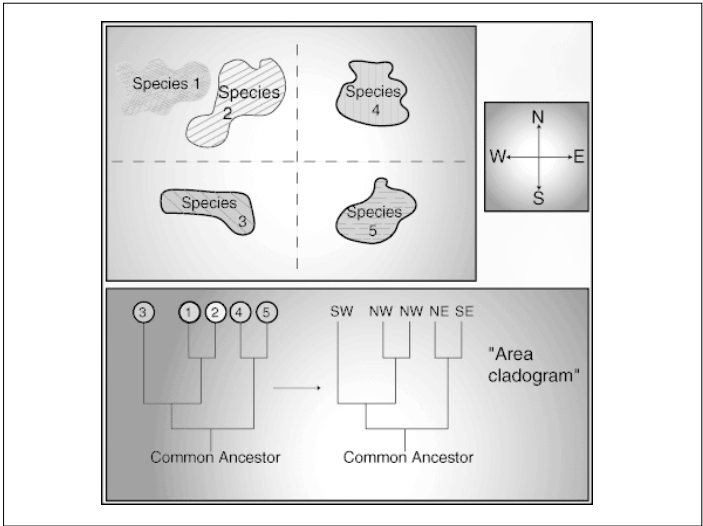 Species 1
Species
2
Species
4
Species
3
Species
5
N
W E
S
3 1 2 4 5
SW NW NW NE SE
"Area
cladogram"
Common Ancestor Common Ancestor